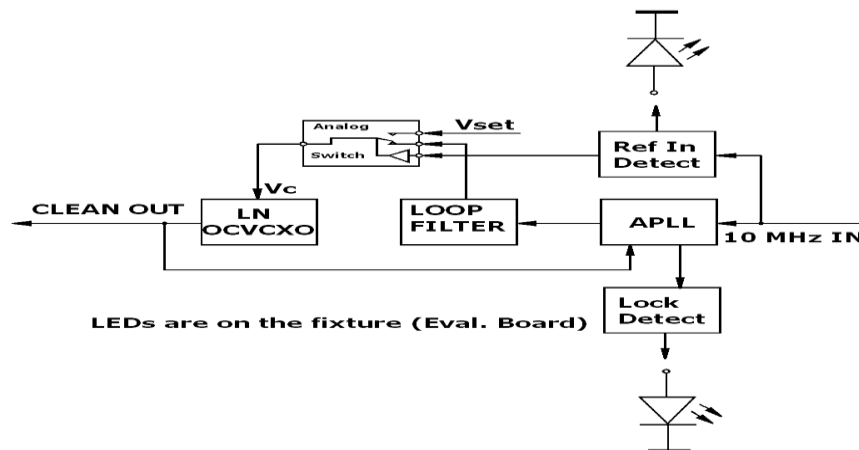 Analog
Switch
Vset
Ref In
Detect
Vc
CLEAN OUT
LN
OCVCXO
LOOP
FILTER
APLL
10 MHz IN
Lock
Detect
LEDs are on the fixture (Eval. Board)